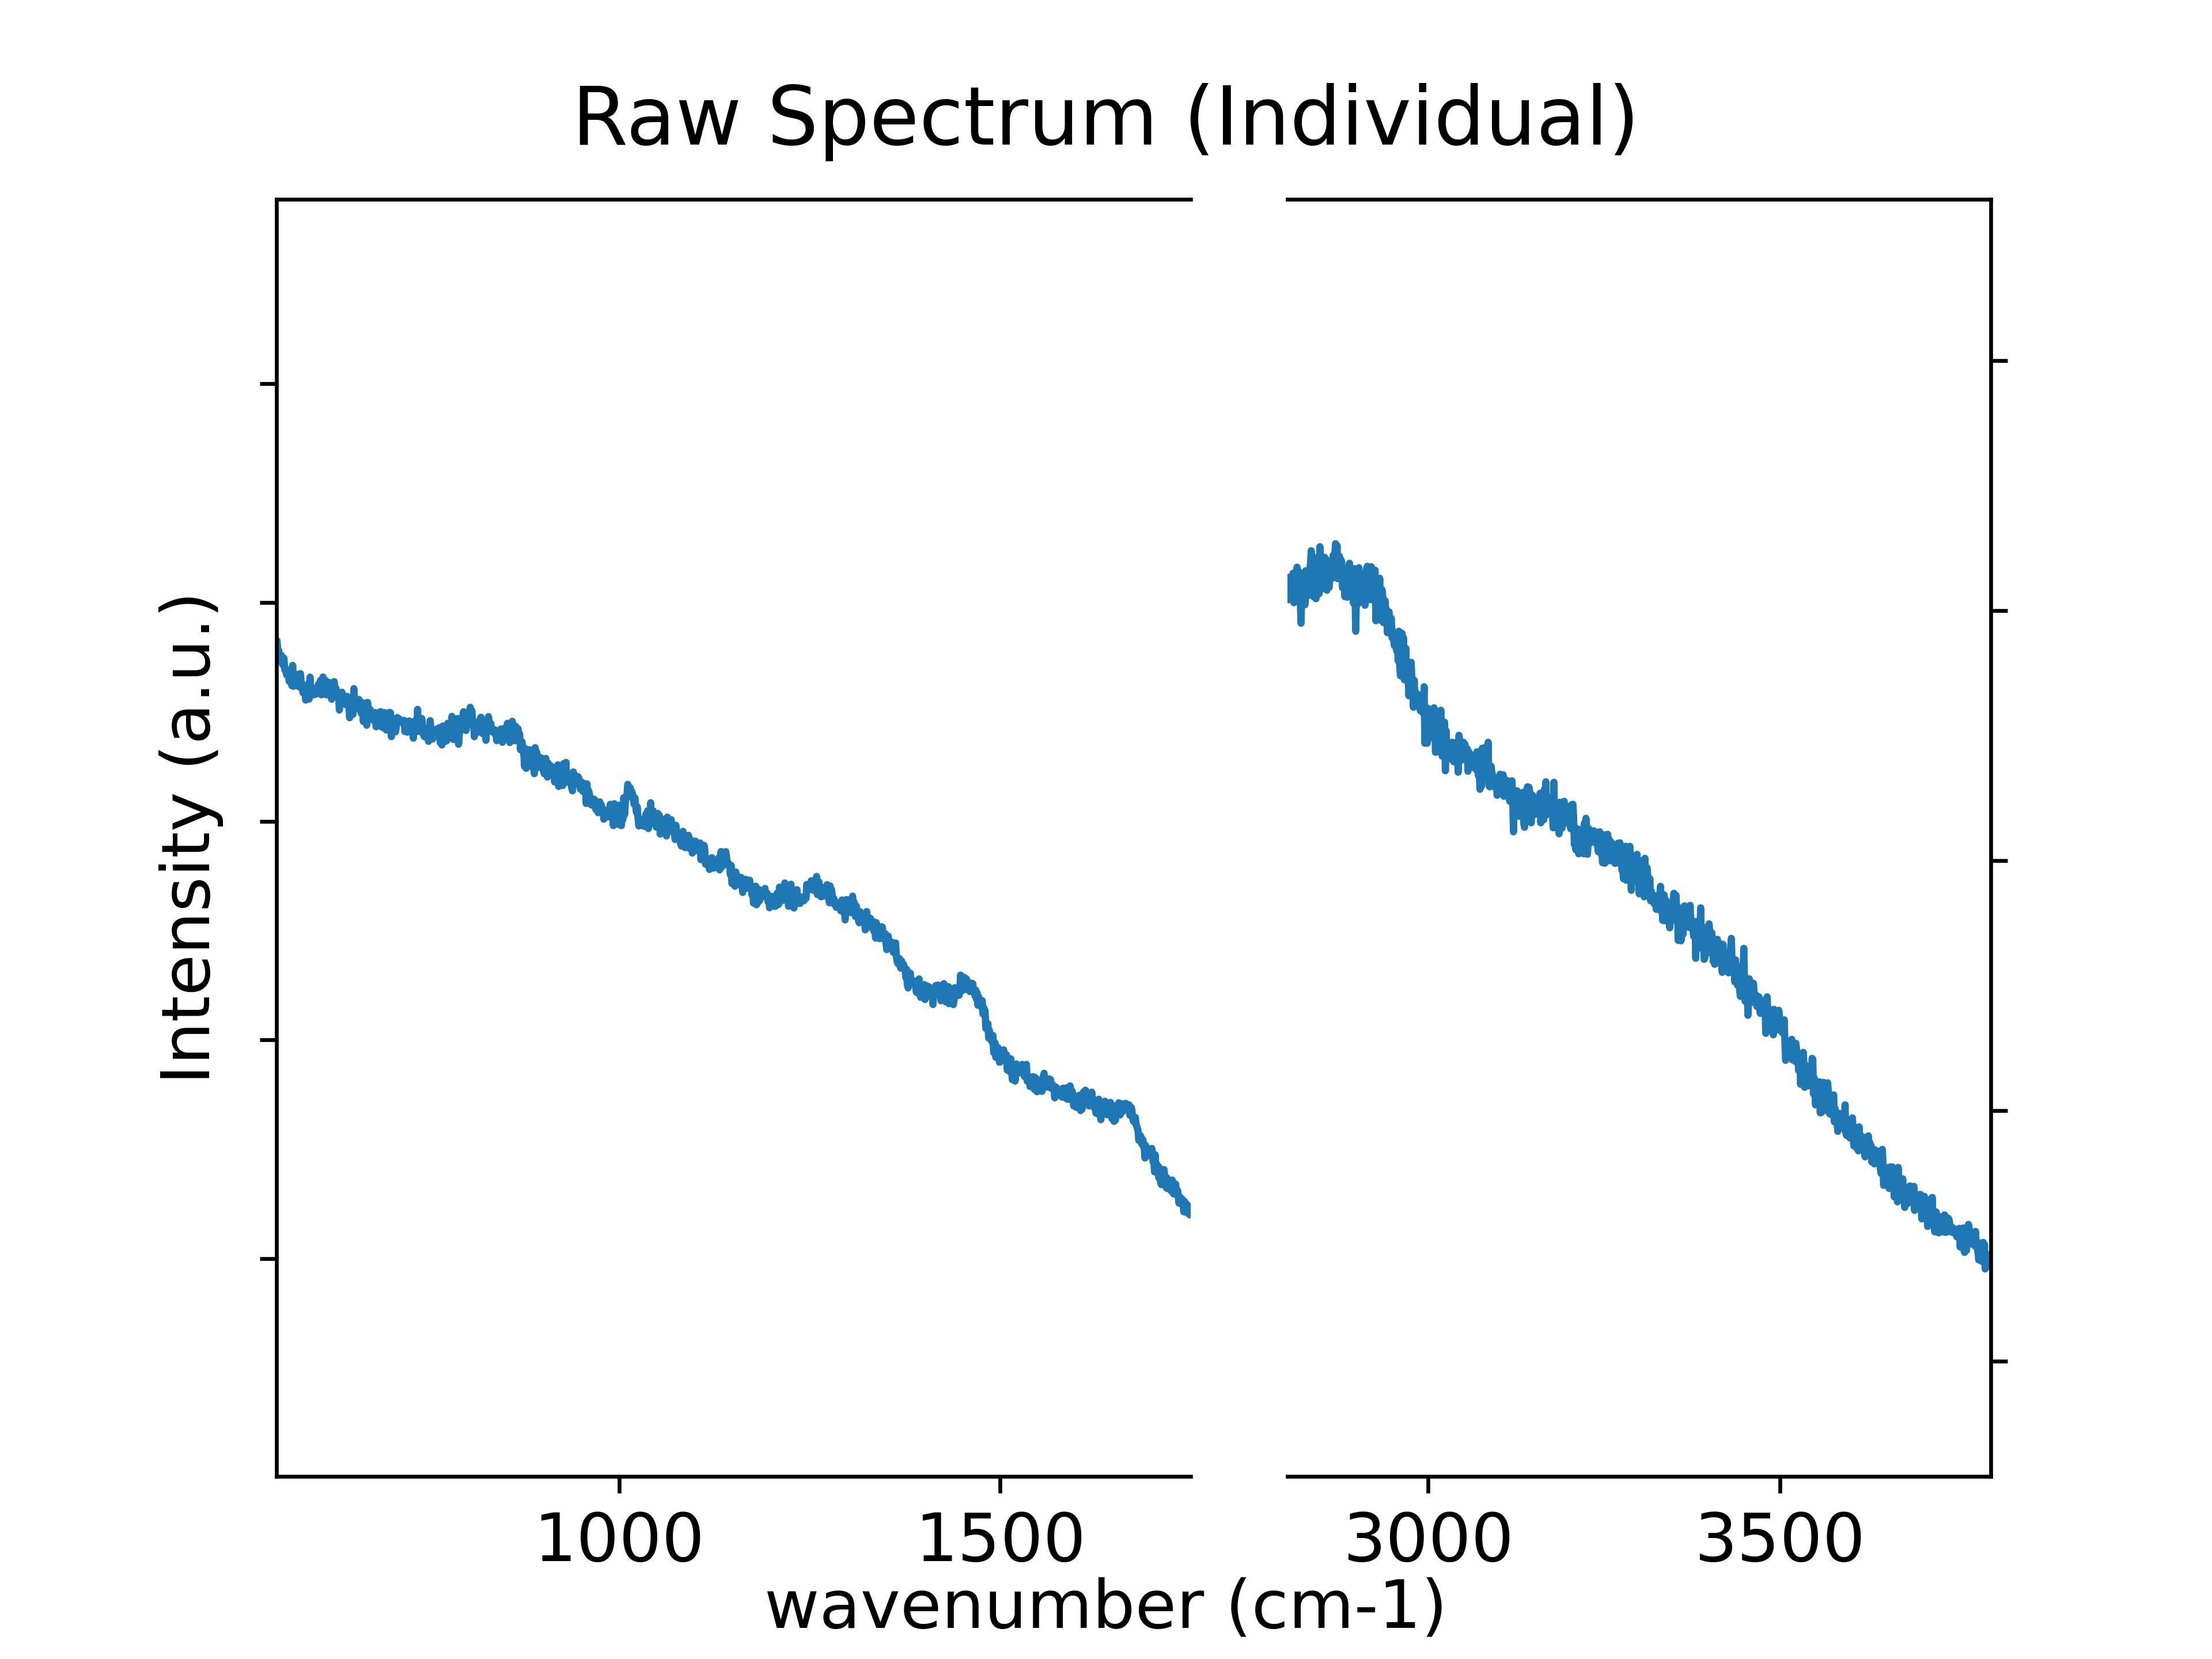 Raw Spectrum (Individual)
Intensity (a.u.)
1000 1500 3000 3500
wavenumber (cm-1)